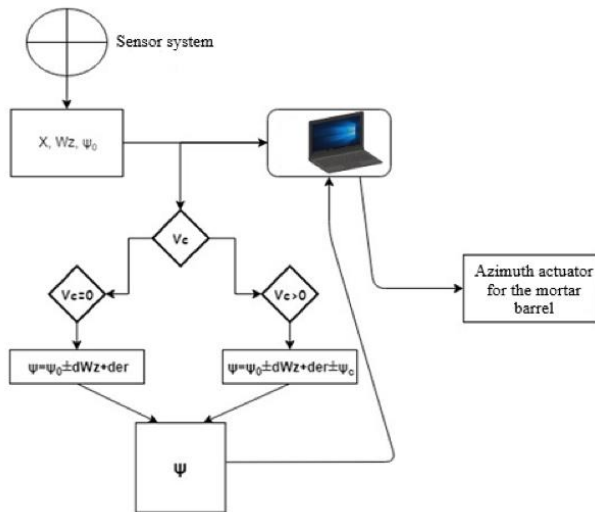 Sensor system
X, Wz, ψ₀
Vc
Vc=0
Vc>0
Azimuth actuator
for the mortar
barrel
ψ=ψ₀±dWz+der
ψ=ψ₀±dWz+der±ψc
ψ